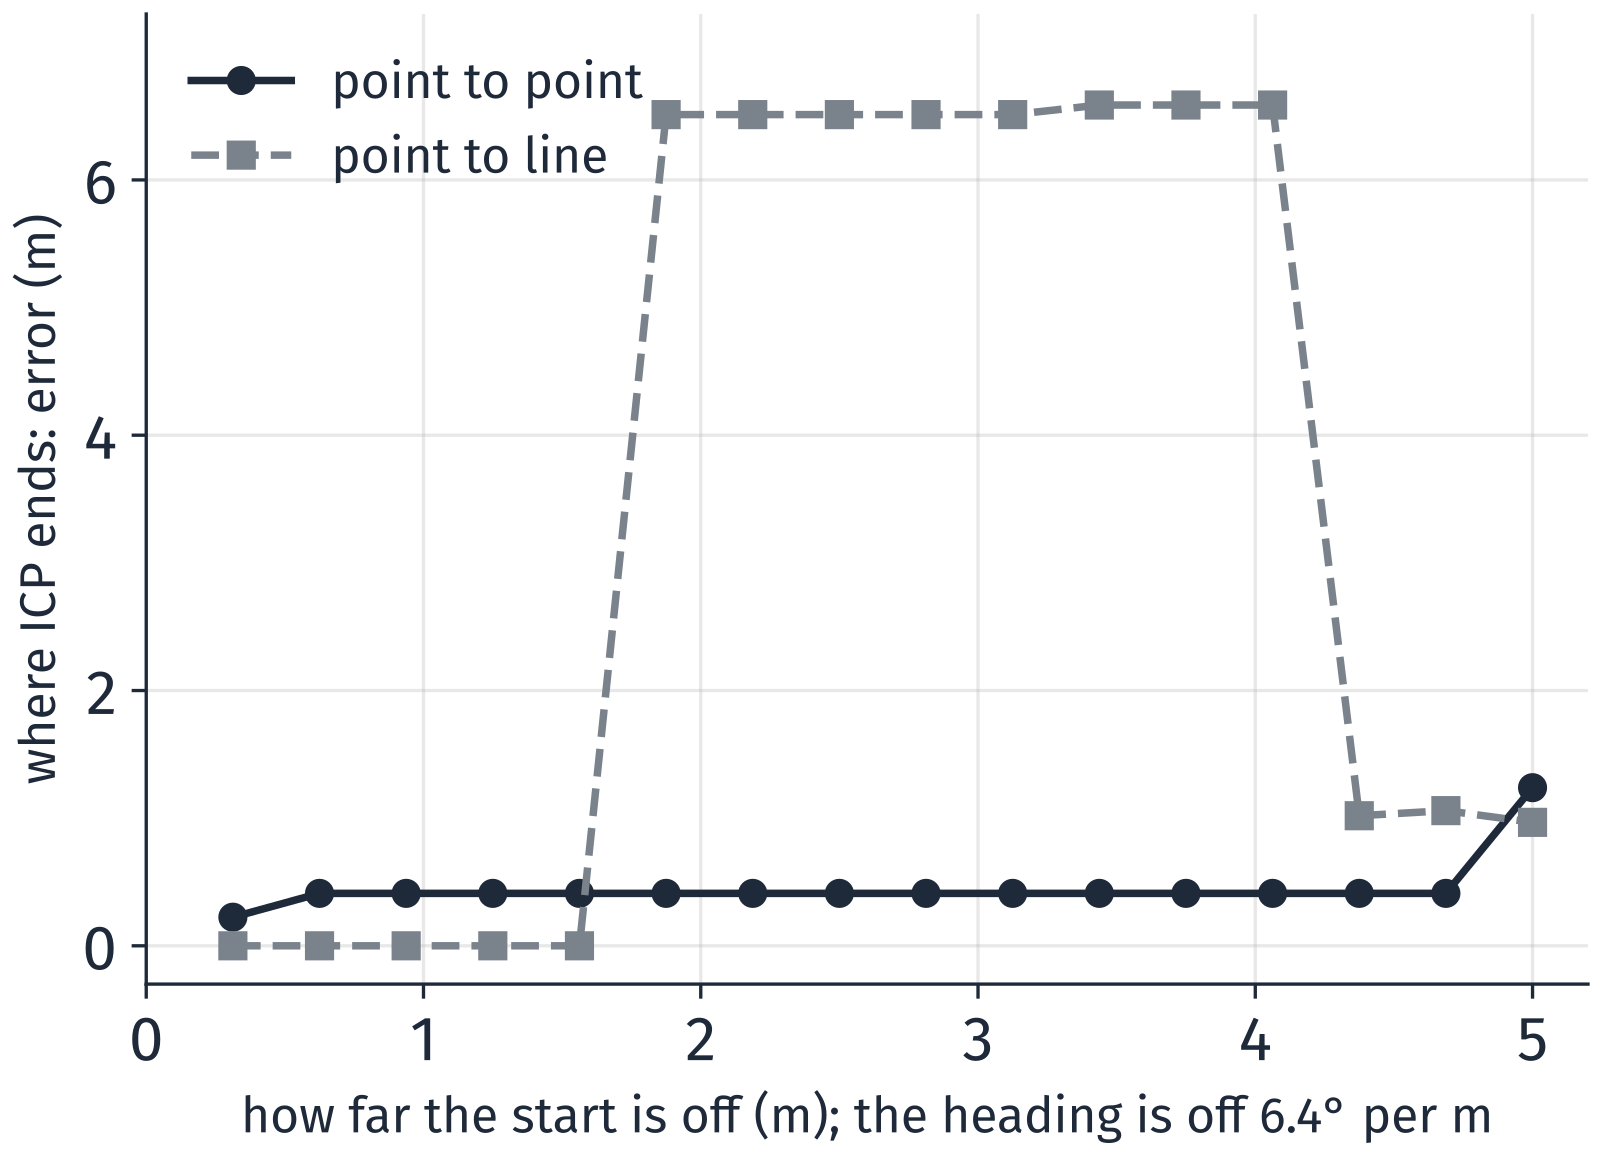 point to point
point to line
where ICP ends: error (m)
6
4
2
0
0 1 2 3 4 5
how far the start is off (m); the heading is off 6.4° per m